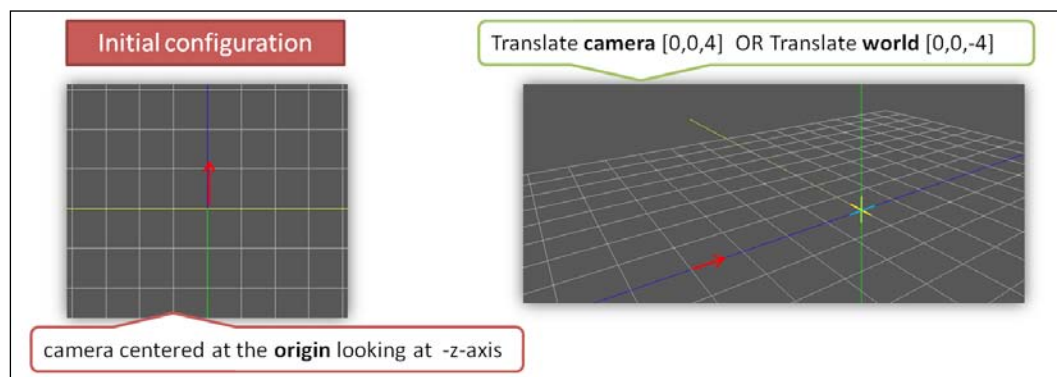 Initial configuration
Translate camera [0,0,4] OR Translate world [0,0,-4]
camera centered at the origin looking at -z-axis